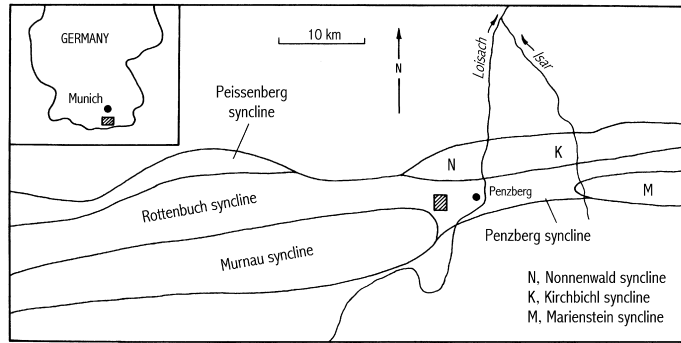 GERMANY
Munich
10 km
N
Loisach
Isar
Peissenberg
syncline
N
K
Rottenbuch syncline
Penzberg
M
Murnau syncline
Penzberg syncline
N, Nonnenwald syncline
K, Kirchbichl syncline
M, Marienstein syncline